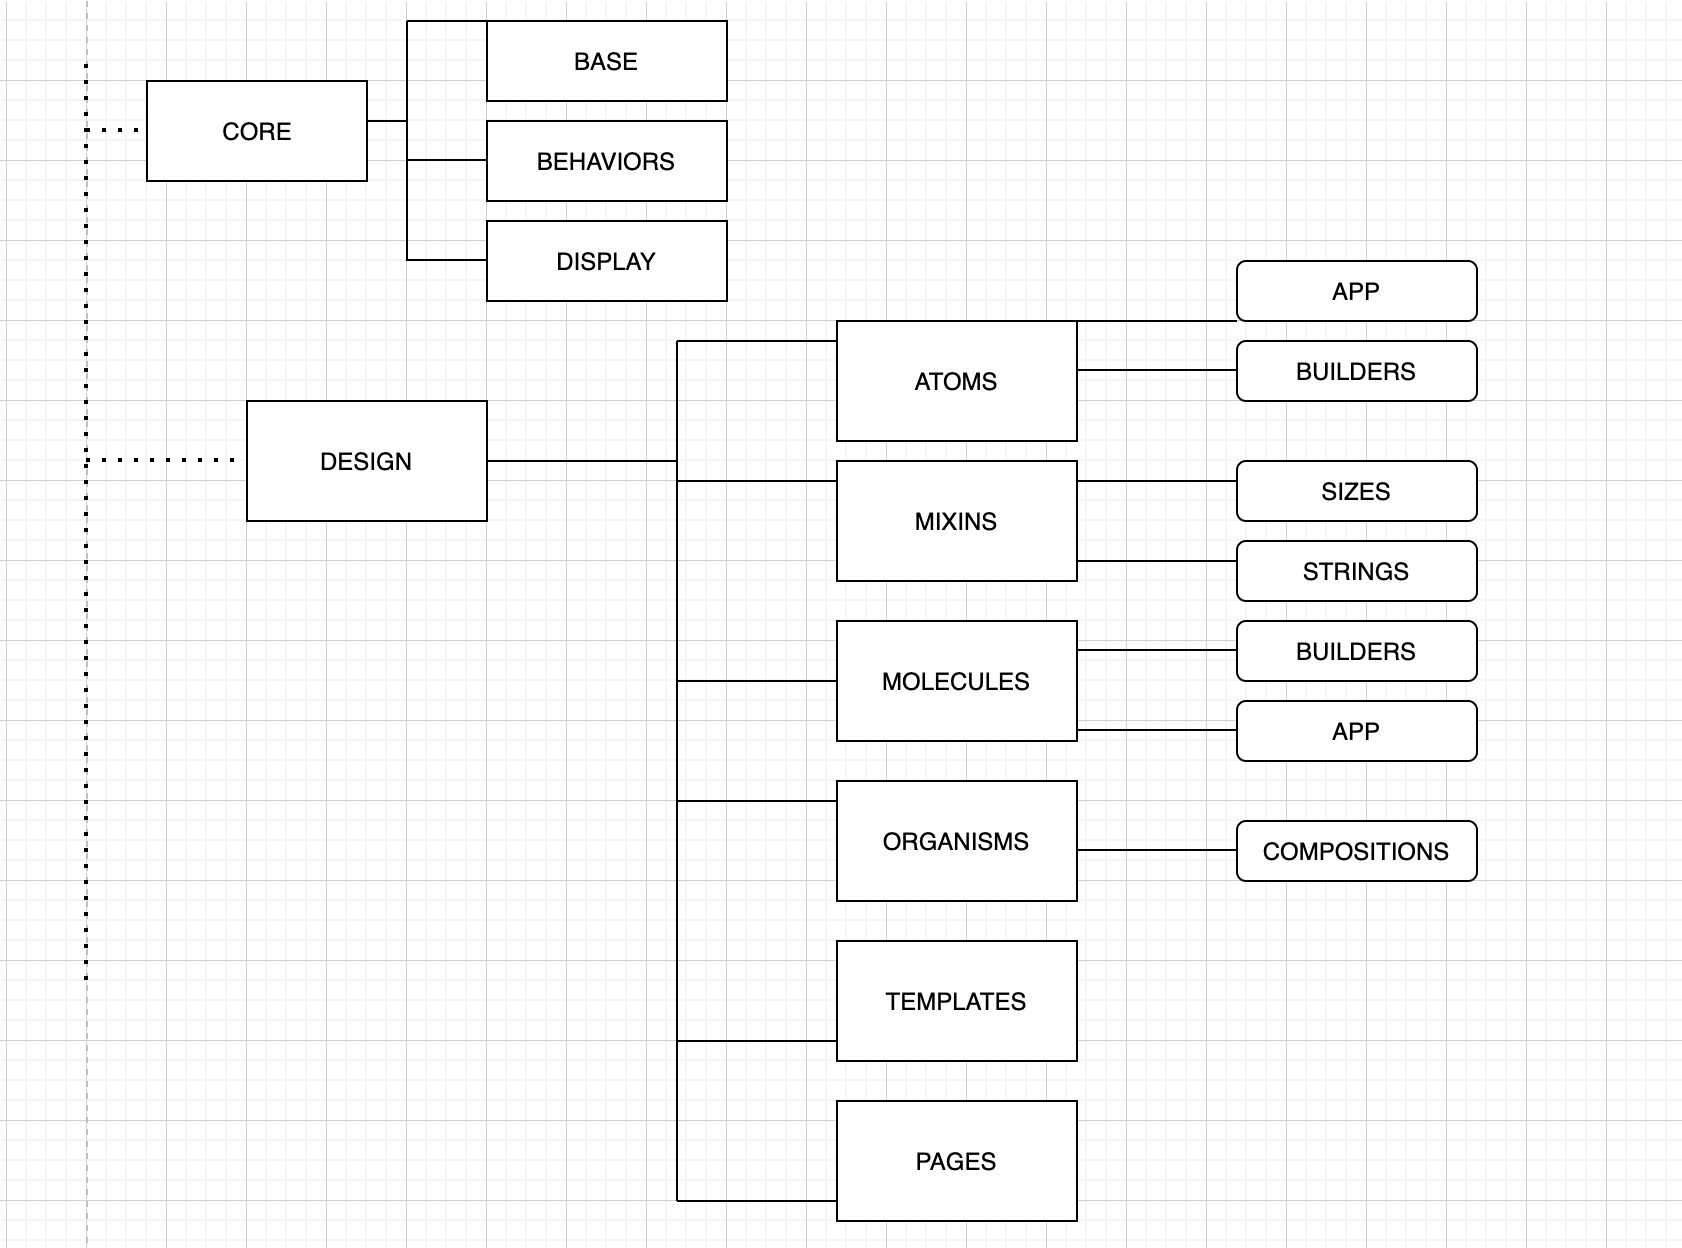 CORE
BASE
BEHAVIORS
DISPLAY
DESIGN
ATOMS
APP
BUILDERS
MIXINS
SIZES
STRINGS
MOLECULES
BUILDERS
APP
ORGANISMS
COMPOSITIONS
TEMPLATES
PAGES